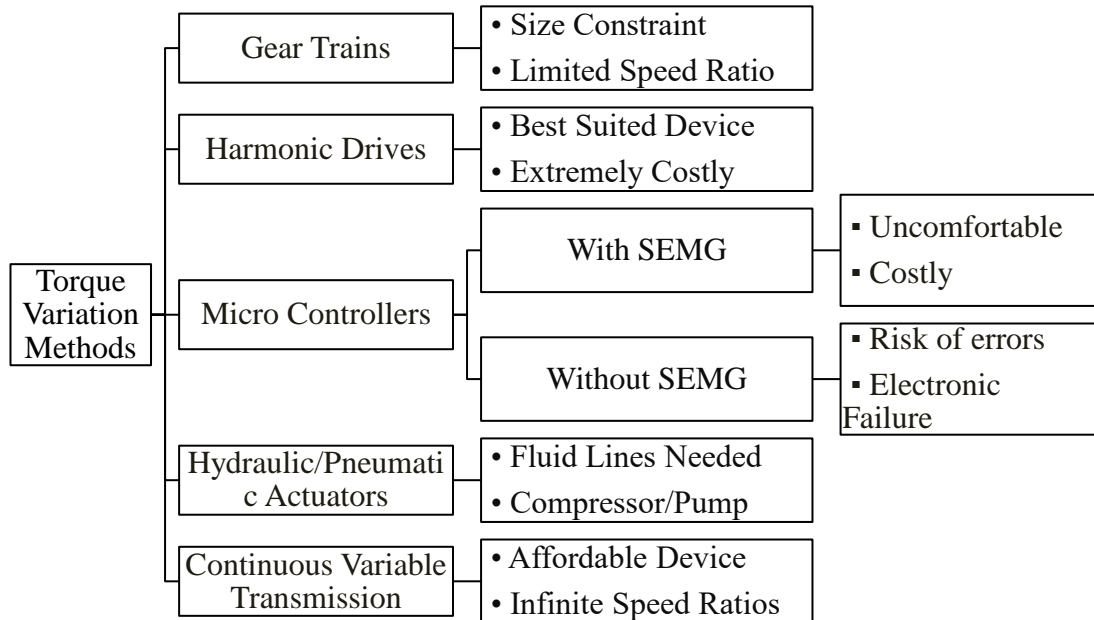 Torque
Variation
Methods
Gear Trains
• Size Constraint
• Limited Speed Ratio
Harmonic Drives
• Best Suited Device
• Extremely Costly
Micro Controllers
With SEMG
▪ Uncomfortable
▪ Costly
Without SEMG
▪ Risk of errors
▪ Electronic
Failure
Hydraulic/Pneumati
c Actuators
• Fluid Lines Needed
• Compressor/Pump
Continuous Variable
Transmission
• Affordable Device
• Infinite Speed Ratios